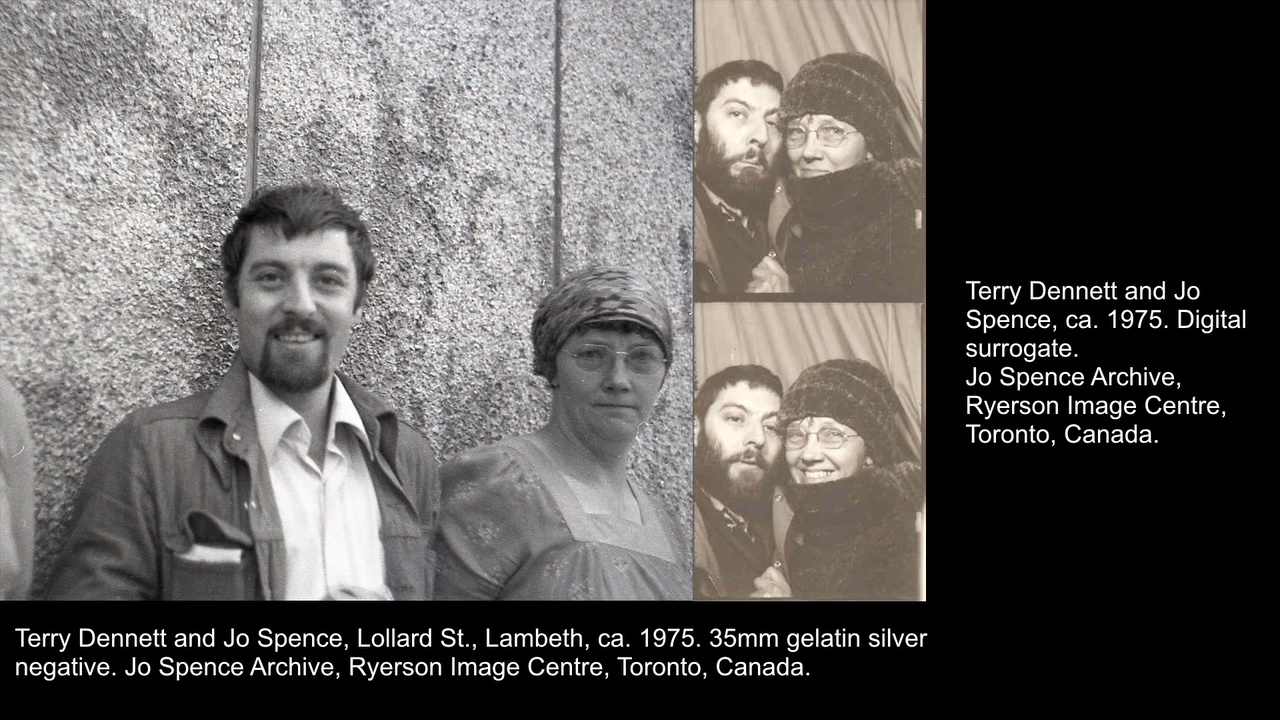 Terry Dennett and Jo
Spence, ca. 1975. Digital
surrogate.
Jo Spence Archive,
Ryerson Image Centre,
Toronto, Canada.
Terry Dennett and Jo Spence, Lollard St., Lambeth, ca. 1975. 35mm gelatin silver
negative. Jo Spence Archive, Ryerson Image Centre, Toronto, Canada.